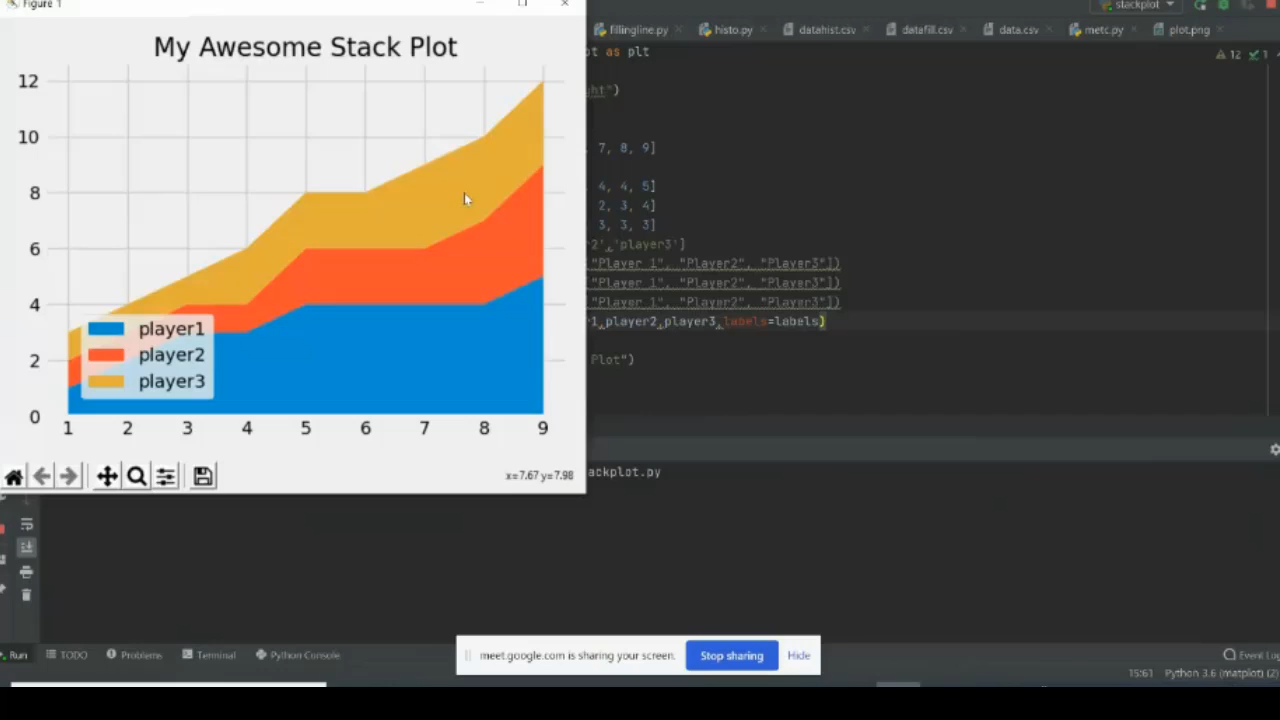 Figure 1
stackplot
fillingline.py
histo.py
datahist.csv
datafill.csv
data.csv
metc.py
plot.png
My Awesome Stack Plot
as plt
12
1
12
10
8
6
4
2
0
1 2 3 4 5 6 7 8 9
player1
player2
player3
7, 8, 9]
4, 4, 5]
2, 3, 4]
3, 3, 3]
2','player3']
["Player 1", "Player2", "Player3"])
["Player 1", "Player2", "Player3"])
["Player 1", "Player2", "Player3"])
1,player2,player3,labels=labels)
Plot")
x=7.67 y=7.98
ackplot.py
meet.google.com is sharing your screen.
Stop sharing
Hide
Run
TODO
Problems
Terminal
Python Console
Event Log
15:61
Python 3.6 (matplot) (2)